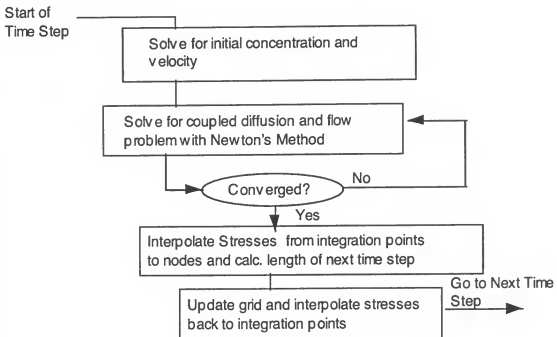 Start of
Time Step
Solve for initial concentration and
velocity
Solve for coupled diffusion and flow
problem with Newton's Method
Converged?
No
Yes
Interpolate Stresses from integration points
to nodes and calc. length of next time step
Go to Next Time
Step
Update grid and interpolate stresses
back to integration points